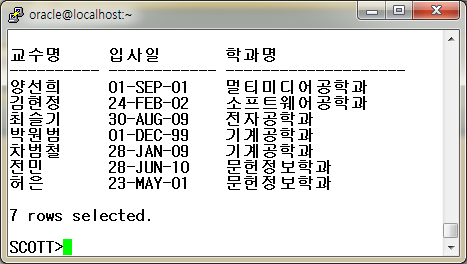 oracle@localhost:~
교수명 입사일 학과명
---------- ------------ --------------------
양선희 01-SEP-01 멀티미디어공학과
김현정 24-FEB-02 소프트웨어공학과
최슬기 30-AUG-09 전자공학과
박원범 01-DEC-99 기계공학과
차범철 28-JAN-09 기계공학과
전민 28-JUN-10 문헌정보학과
허은 23-MAY-01 문헌정보학과
7 rows selected.
SCOTT>